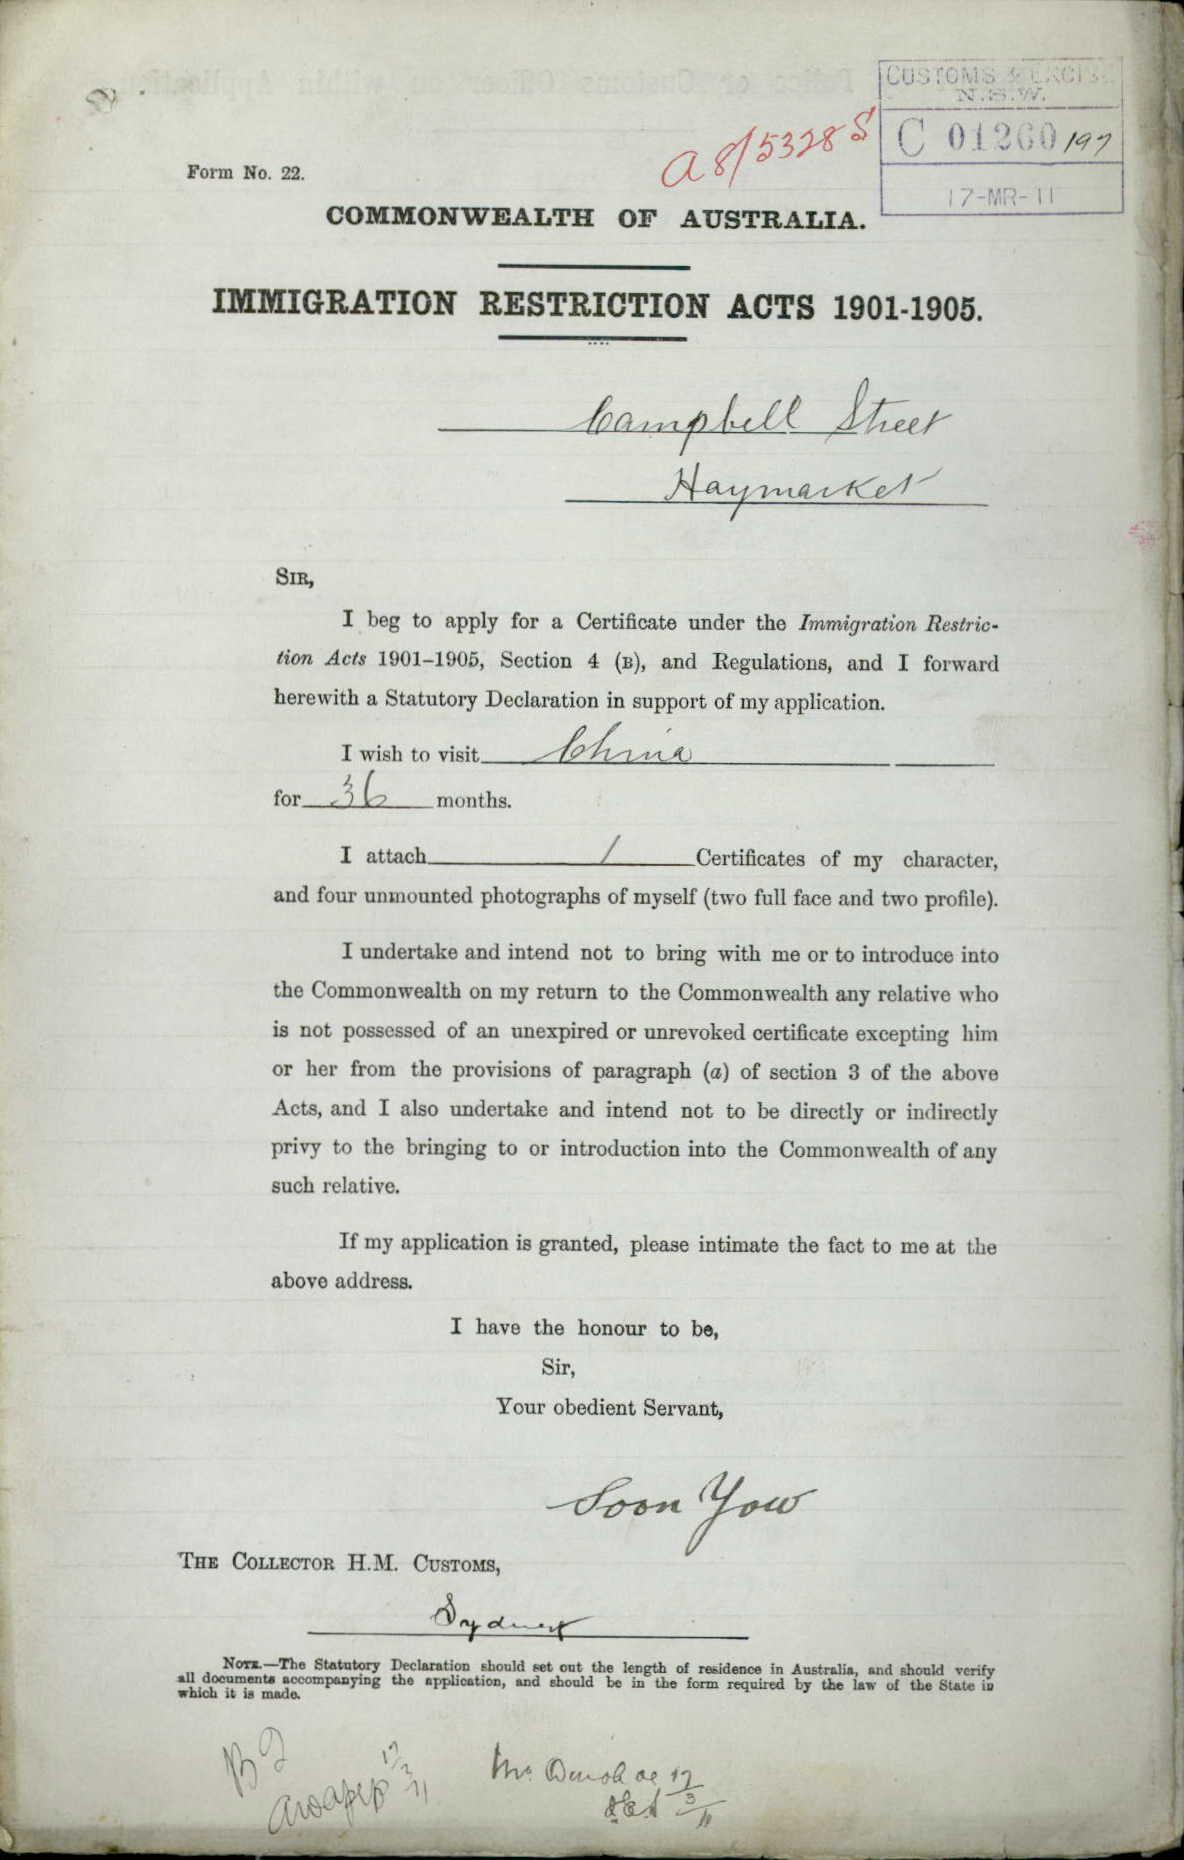 CUSTOMS & EXCISE
N.S.W.
A8/5328 S
C 01260 197
Form No. 22.
17-MR-11
COMMONWEALTH OF AUSTRALIA.
IMMIGRATION RESTRICTION ACTS 1901-1905.
Campbell Street
Haymarket
SIR,
I beg to apply for a Certificate under the Immigration Restric-
tion Acts 1901–1905, Section 4 (B), and Regulations, and I forward
herewith a Statutory Declaration in support of my application.
I wish to visit China
for 36 months.
I attach 1 Certificates of my character,
and four unmounted photographs of myself (two full face and two profile).
I undertake and intend not to bring with me or to introduce into
the Commonwealth on my return to the Commonwealth any relative who
is not possessed of an unexpired or unrevoked certificate excepting him
or her from the provisions of paragraph (a) of section 3 of the above
Acts, and I also undertake and intend not to be directly or indirectly
privy to the bringing to or introduction into the Commonwealth of any
such relative.
If my application is granted, please intimate the fact to me at the
above address.
I have the honour to be,
Sir,
Your obedient Servant,
Soon Yow
THE COLLECTOR H.M. CUSTOMS,
Sydney
NOTE.—The Statutory Declaration should set out the length of residence in Australia, and should verify
all documents accompanying the application, and should be in the form required by the law of the State in
which it is made.
17/3/11
Mr. Donohoe 17/3/11